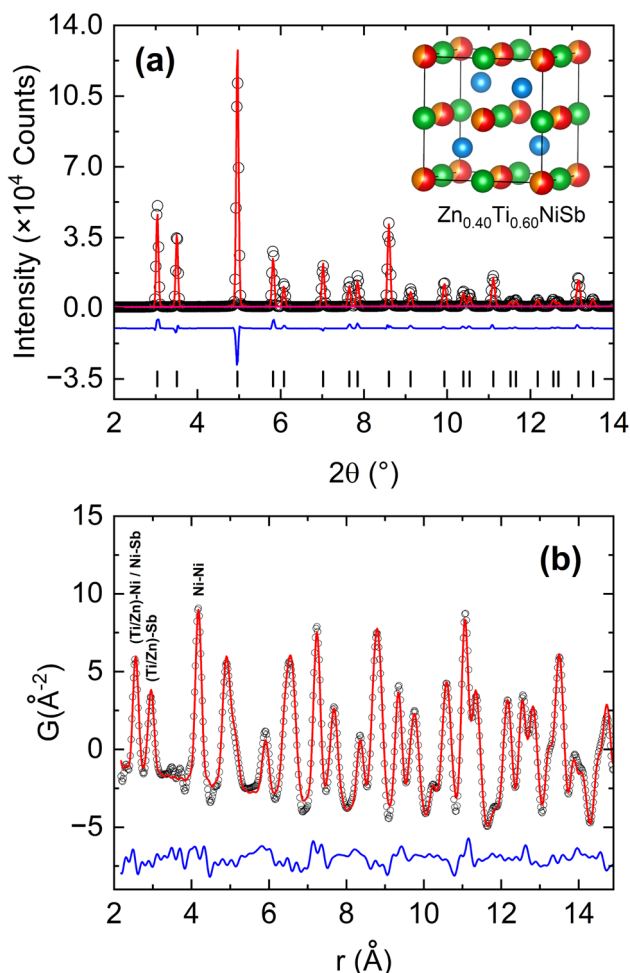 (a)
14.0
10.5
7.0
3.5
0.0
−3.5
Intensity (×10⁴ Counts)
Zn₀.₄₀Ti₀.₆₀NiSb
2 4 6 8 10 12 14
2θ (°)
(b)
15
10
5
0
−5
G(Å⁻²)
(Ti/Zn)-Ni / Ni-Sb
(Ti/Zn)-Sb
Ni-Ni
2 4 6 8 10 12 14
r (Å)